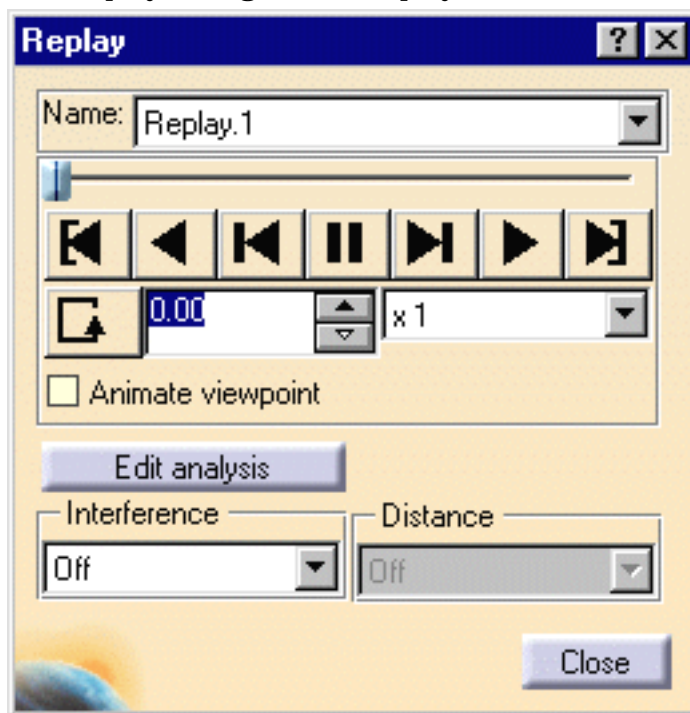 Replay
Name: Replay.1
0.00 x 1
Animate viewpoint
Edit analysis
Interference Distance
Off Off
Close